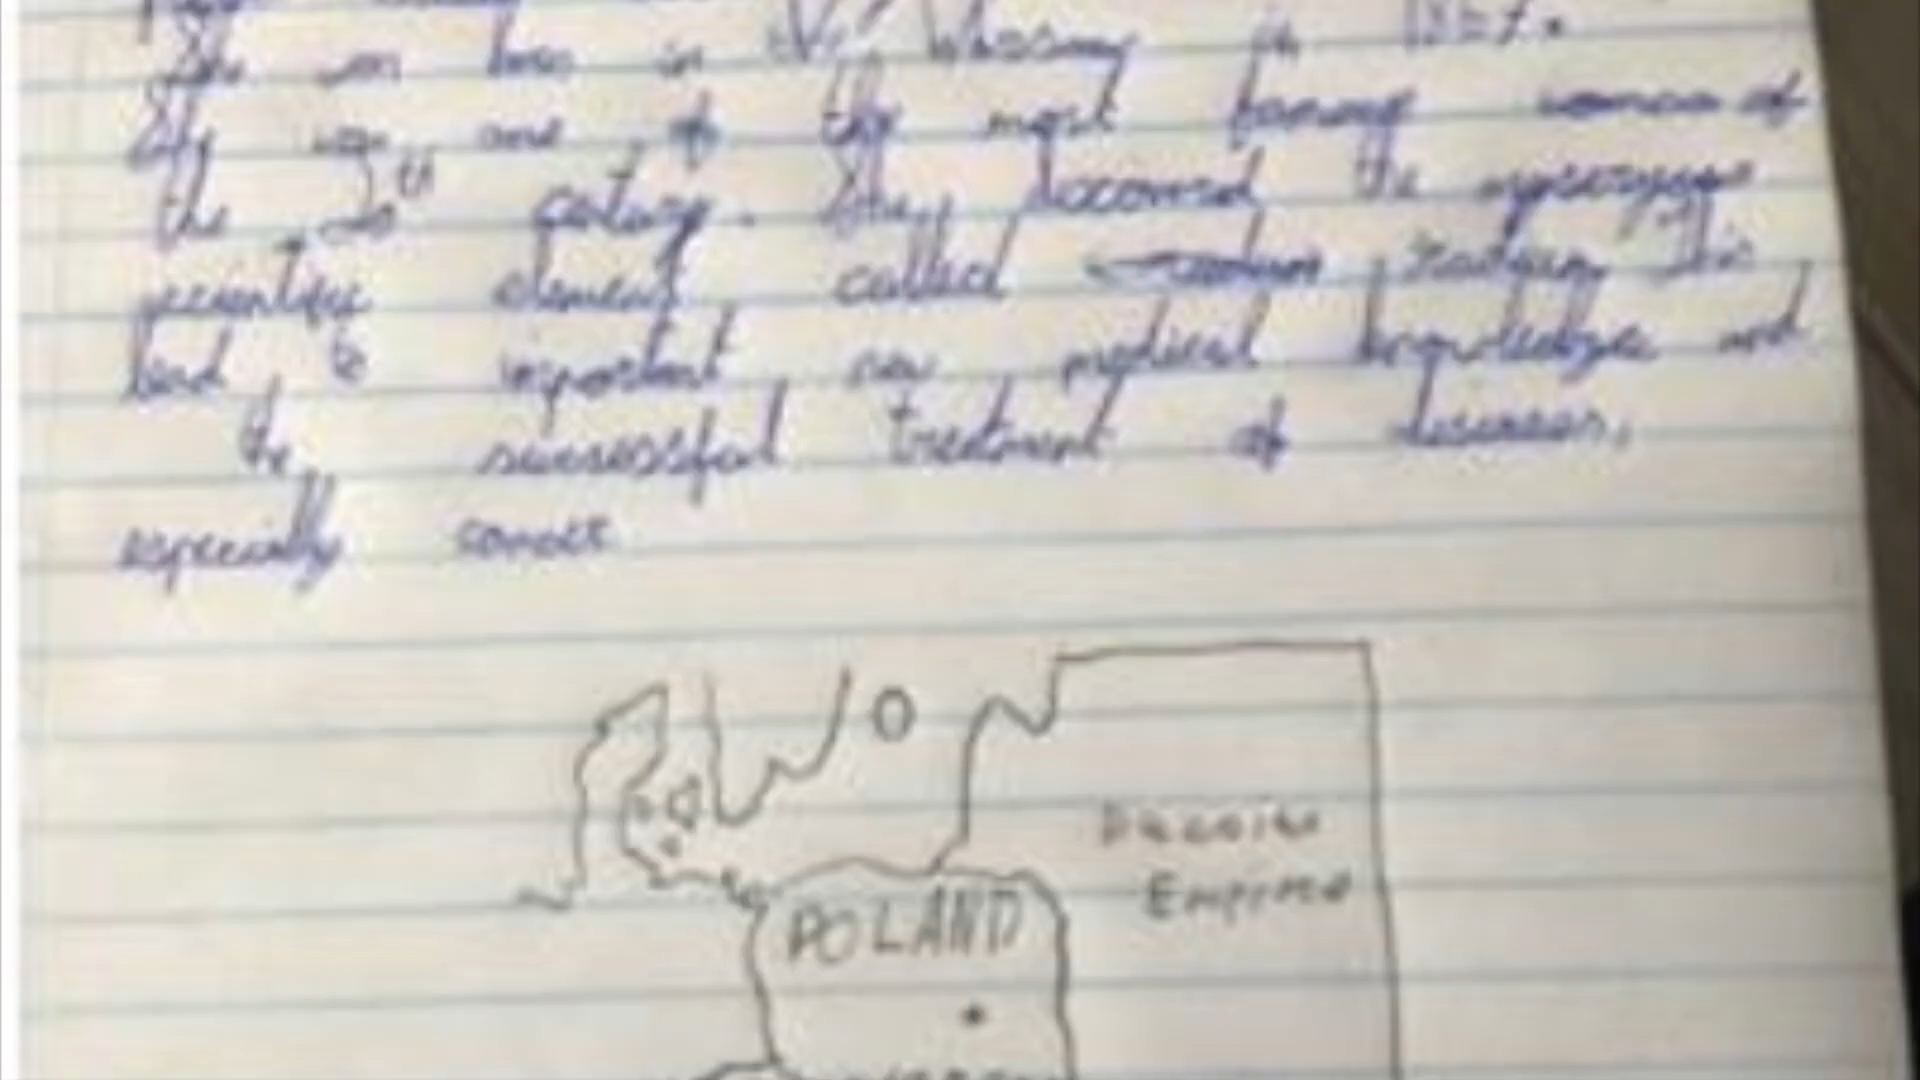 She was born in Warsaw in 1867.
She was one of the most famous women of
the 20th century. She, discovered the
scientific element called radium This
lead to important new medical knowledge and
the successful treatment of diseases,
especially cancer
POLAND
Empire